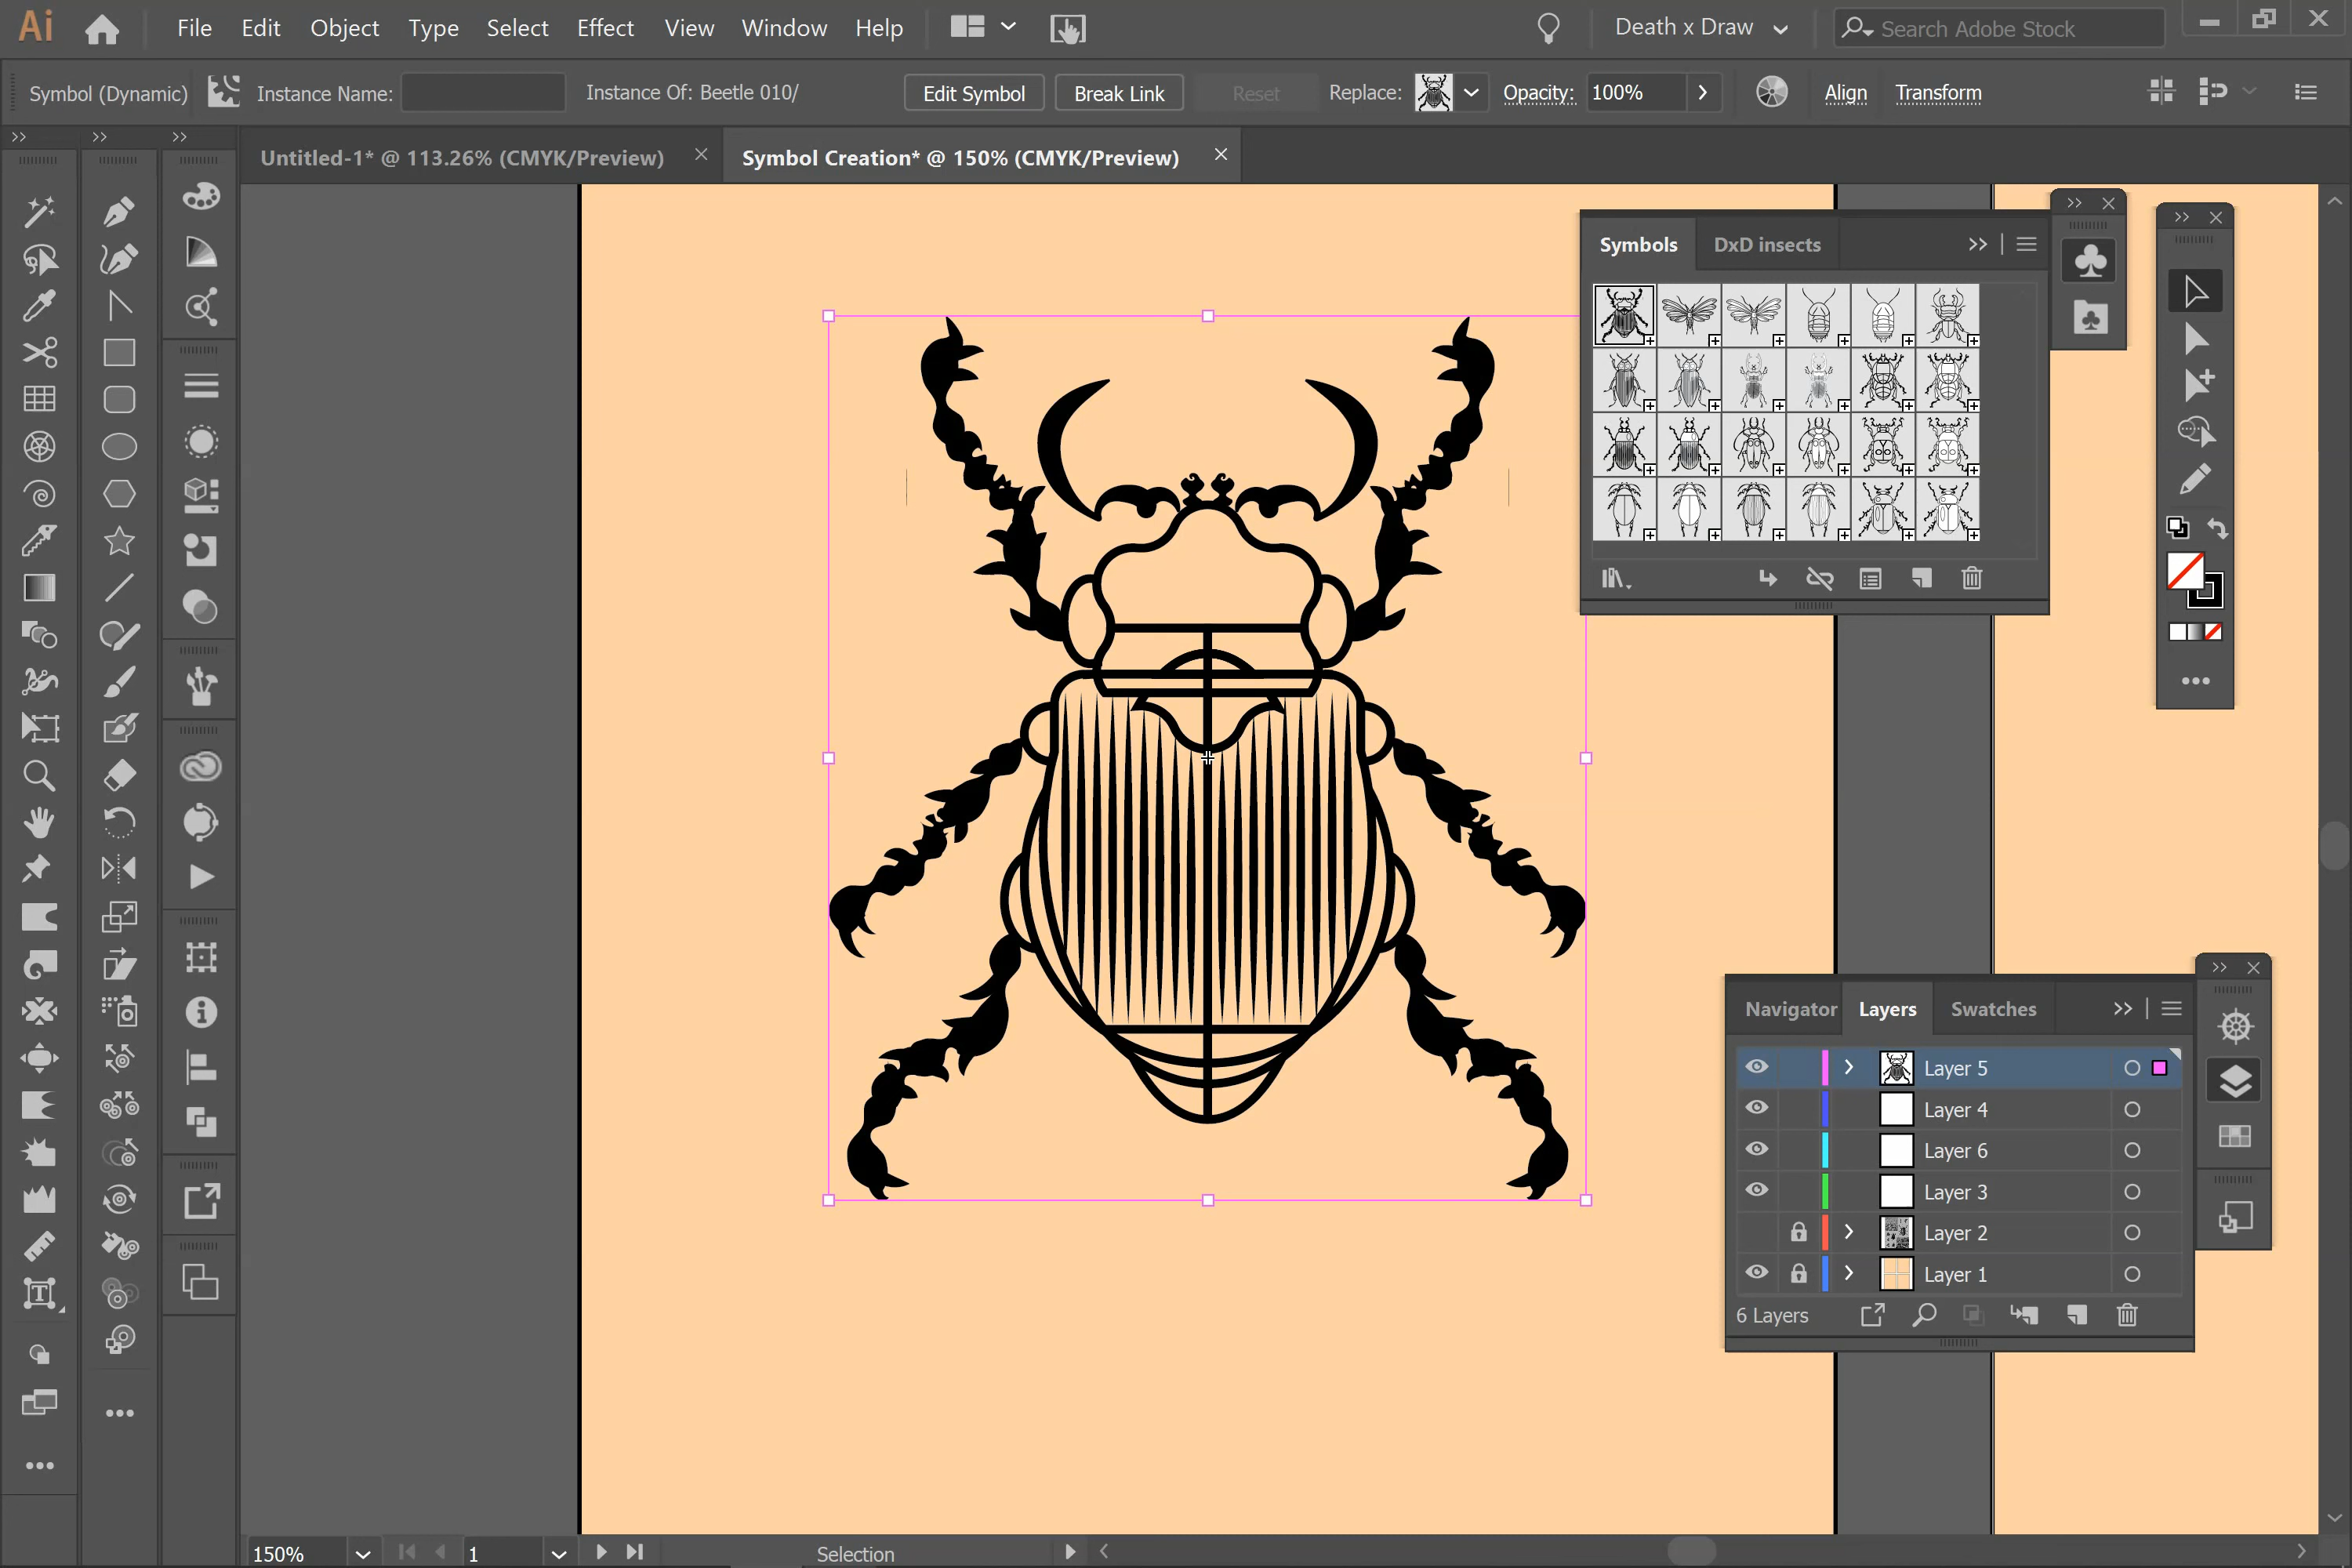 Ai File Edit Object Type Select Effect View Window Help Death x Draw Search Adobe Stock
Symbol (Dynamic) Instance Name: Instance Of: Beetle 010/ Edit Symbol Break Link Reset Replace: Opacity: 100% Align Transform
Untitled-1* @ 113.26% (CMYK/Preview) Symbol Creation* @ 150% (CMYK/Preview)
Symbols DxD insects
Navigator Layers Swatches
Layer 5
Layer 4
Layer 6
Layer 3
Layer 2
Layer 1
6 Layers
150% 1 Selection